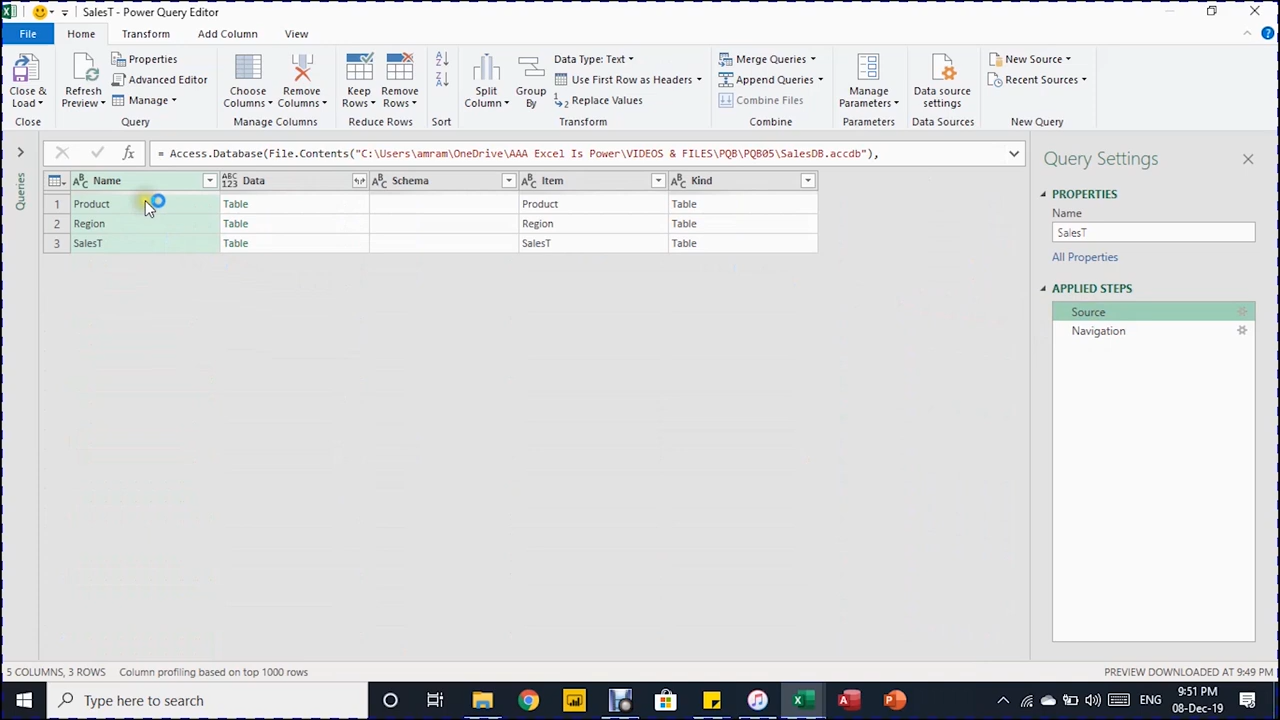 SalesT - Power Query Editor
File Home Transform Add Column View
Close & Load
Close
Refresh Preview
Properties
Advanced Editor
Manage
Query
Choose Columns
Remove Columns
Manage Columns
Keep Rows
Remove Rows
Reduce Rows
Sort
Split Column
Group By
Data Type: Text
Use First Row as Headers
Replace Values
Transform
Merge Queries
Append Queries
Combine Files
Combine
Manage Parameters
Parameters
Data source settings
Data Sources
New Source
Recent Sources
New Query
Queries
fx = Access.Database(File.Contents("C:\Users\amram\OneDrive\AAA Excel Is Power\VIDEOS & FILES\PQB\PQB05\SalesDB.accdb"),
ABC Name ABC 123 Data ABC Schema ABC Item ABC Kind
1 Product Table Product Table
2 Region Table Region Table
3 SalesT Table SalesT Table
Query Settings
PROPERTIES
Name
SalesT
All Properties
APPLIED STEPS
Source
Navigation
5 COLUMNS, 3 ROWS Column profiling based on top 1000 rows PREVIEW DOWNLOADED AT 9:49 PM
Type here to search
ENG
9:51 PM
08-Dec-19